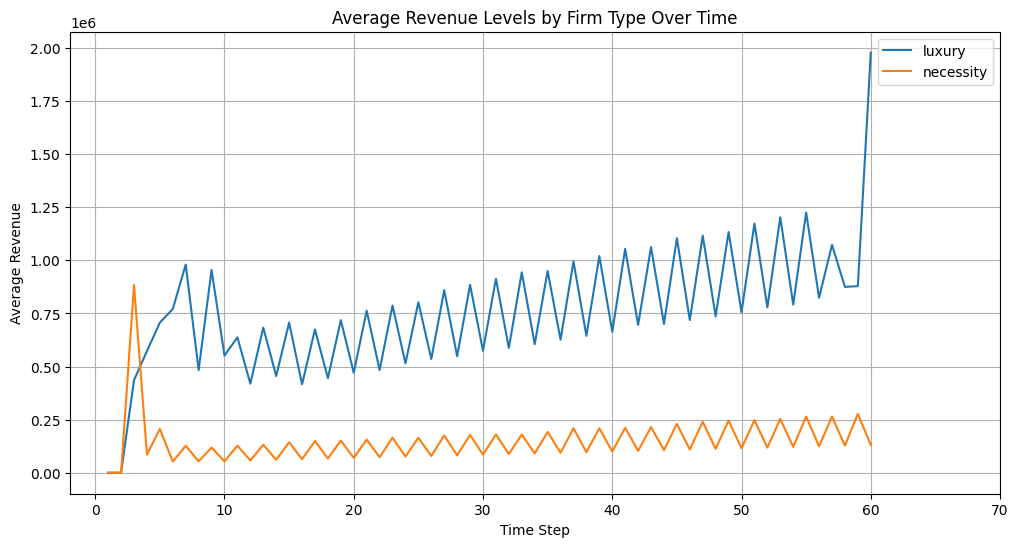 Average Revenue Levels by Firm Type Over Time
1e6
2.00
1.75
1.50
1.25
1.00
0.75
0.50
0.25
0.00
Average Revenue
luxury
necessity
0 10 20 30 40 50 60 70
Time Step